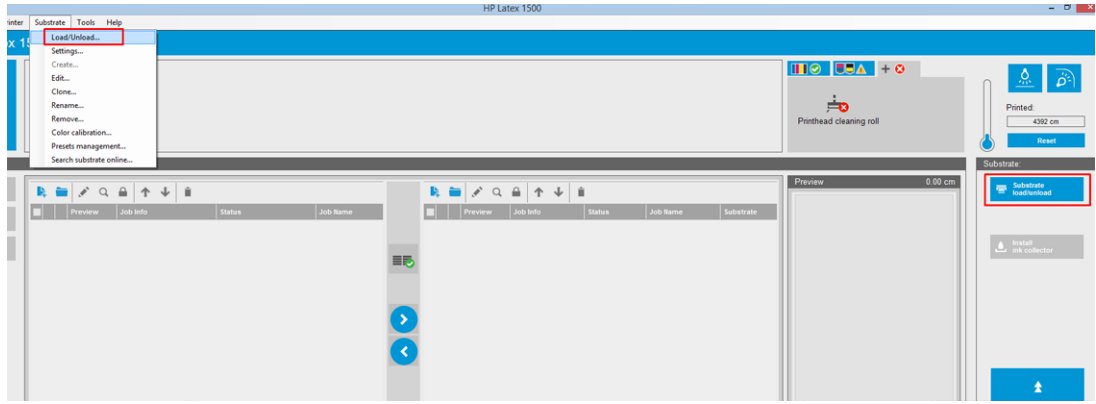 HP Latex 1500
inter Substrate Tools Help
Load/Unload...
Settings...
Create...
Edit...
Clone...
Rename...
Remove...
Color calibration...
Presets management...
Search substrate online...
Printhead cleaning roll
Printed:
4392 cm
Reset
Substrate:
Substrate
load/unload
Install
ink collector
Preview Job Info Status Job Name
Preview Job Info Status Job Name Substrate
Preview 0.00 cm